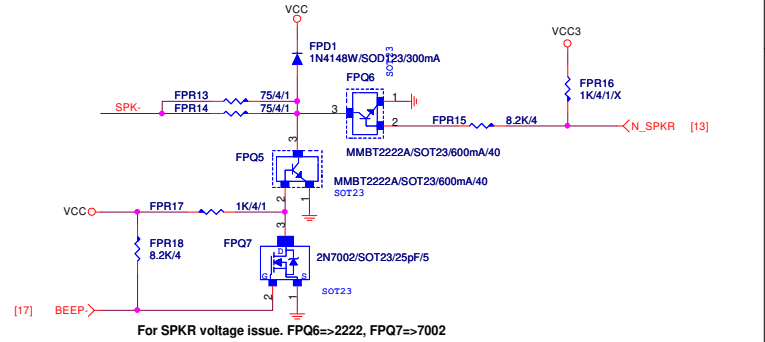 VCC
FPD1
1N4148W/SOD123/300mA
VCC3
SOT23
FPQ6
FPR16
1K/4/1/X
FPR13 75/4/1
SPK-
FPR14 75/4/1
3
1
2
FPR15 8.2K/4
N_SPKR [13]
3
MMBT2222A/SOT23/600mA/40
FPQ5
MMBT2222A/SOT23/600mA/40
SOT23
2
1
VCC
FPR17 1K/4/1
3
FPR18
8.2K/4
FPQ7
D
2N7002/SOT23/25pF/5
G
S
SOT23
2
1
[17] BEEP-
For SPKR voltage issue. FPQ6=>2222, FPQ7=>7002